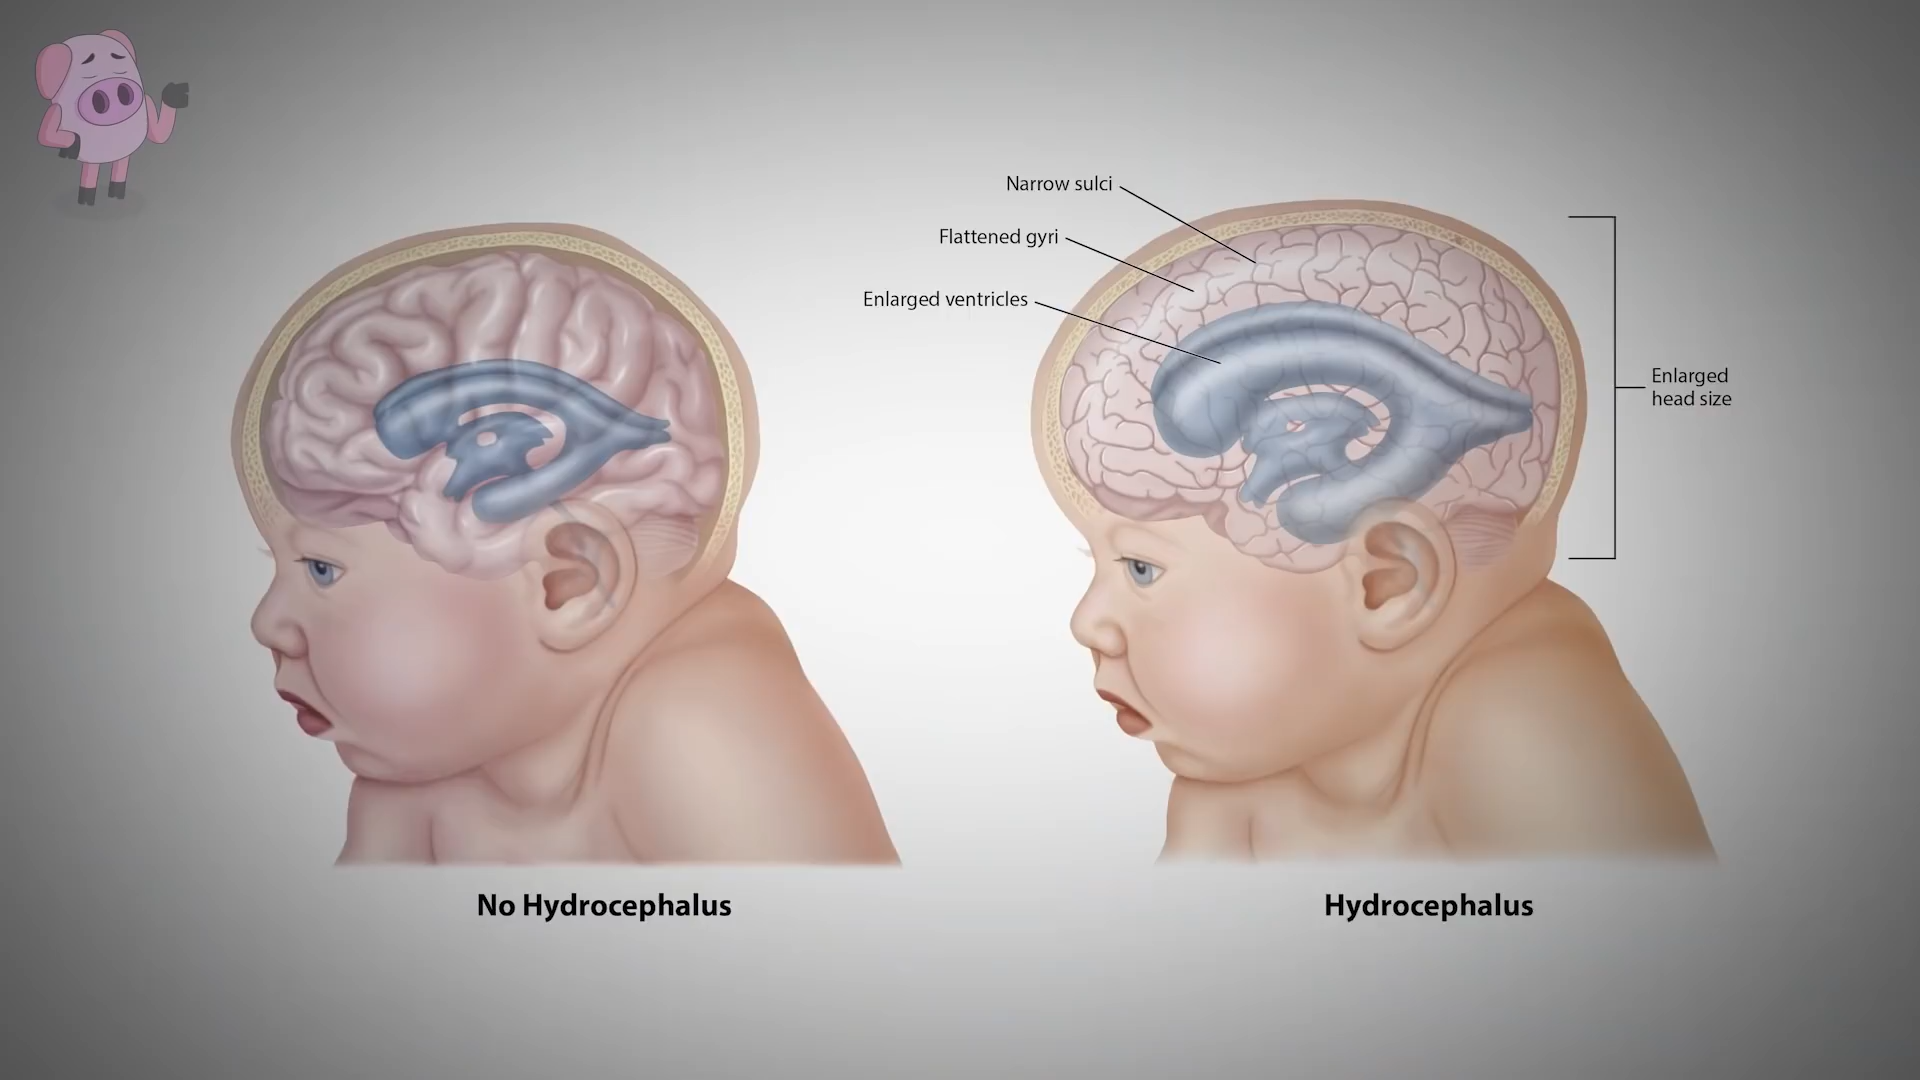 Narrow sulci
Flattened gyri
Enlarged ventricles
Enlarged
head size
No Hydrocephalus
Hydrocephalus